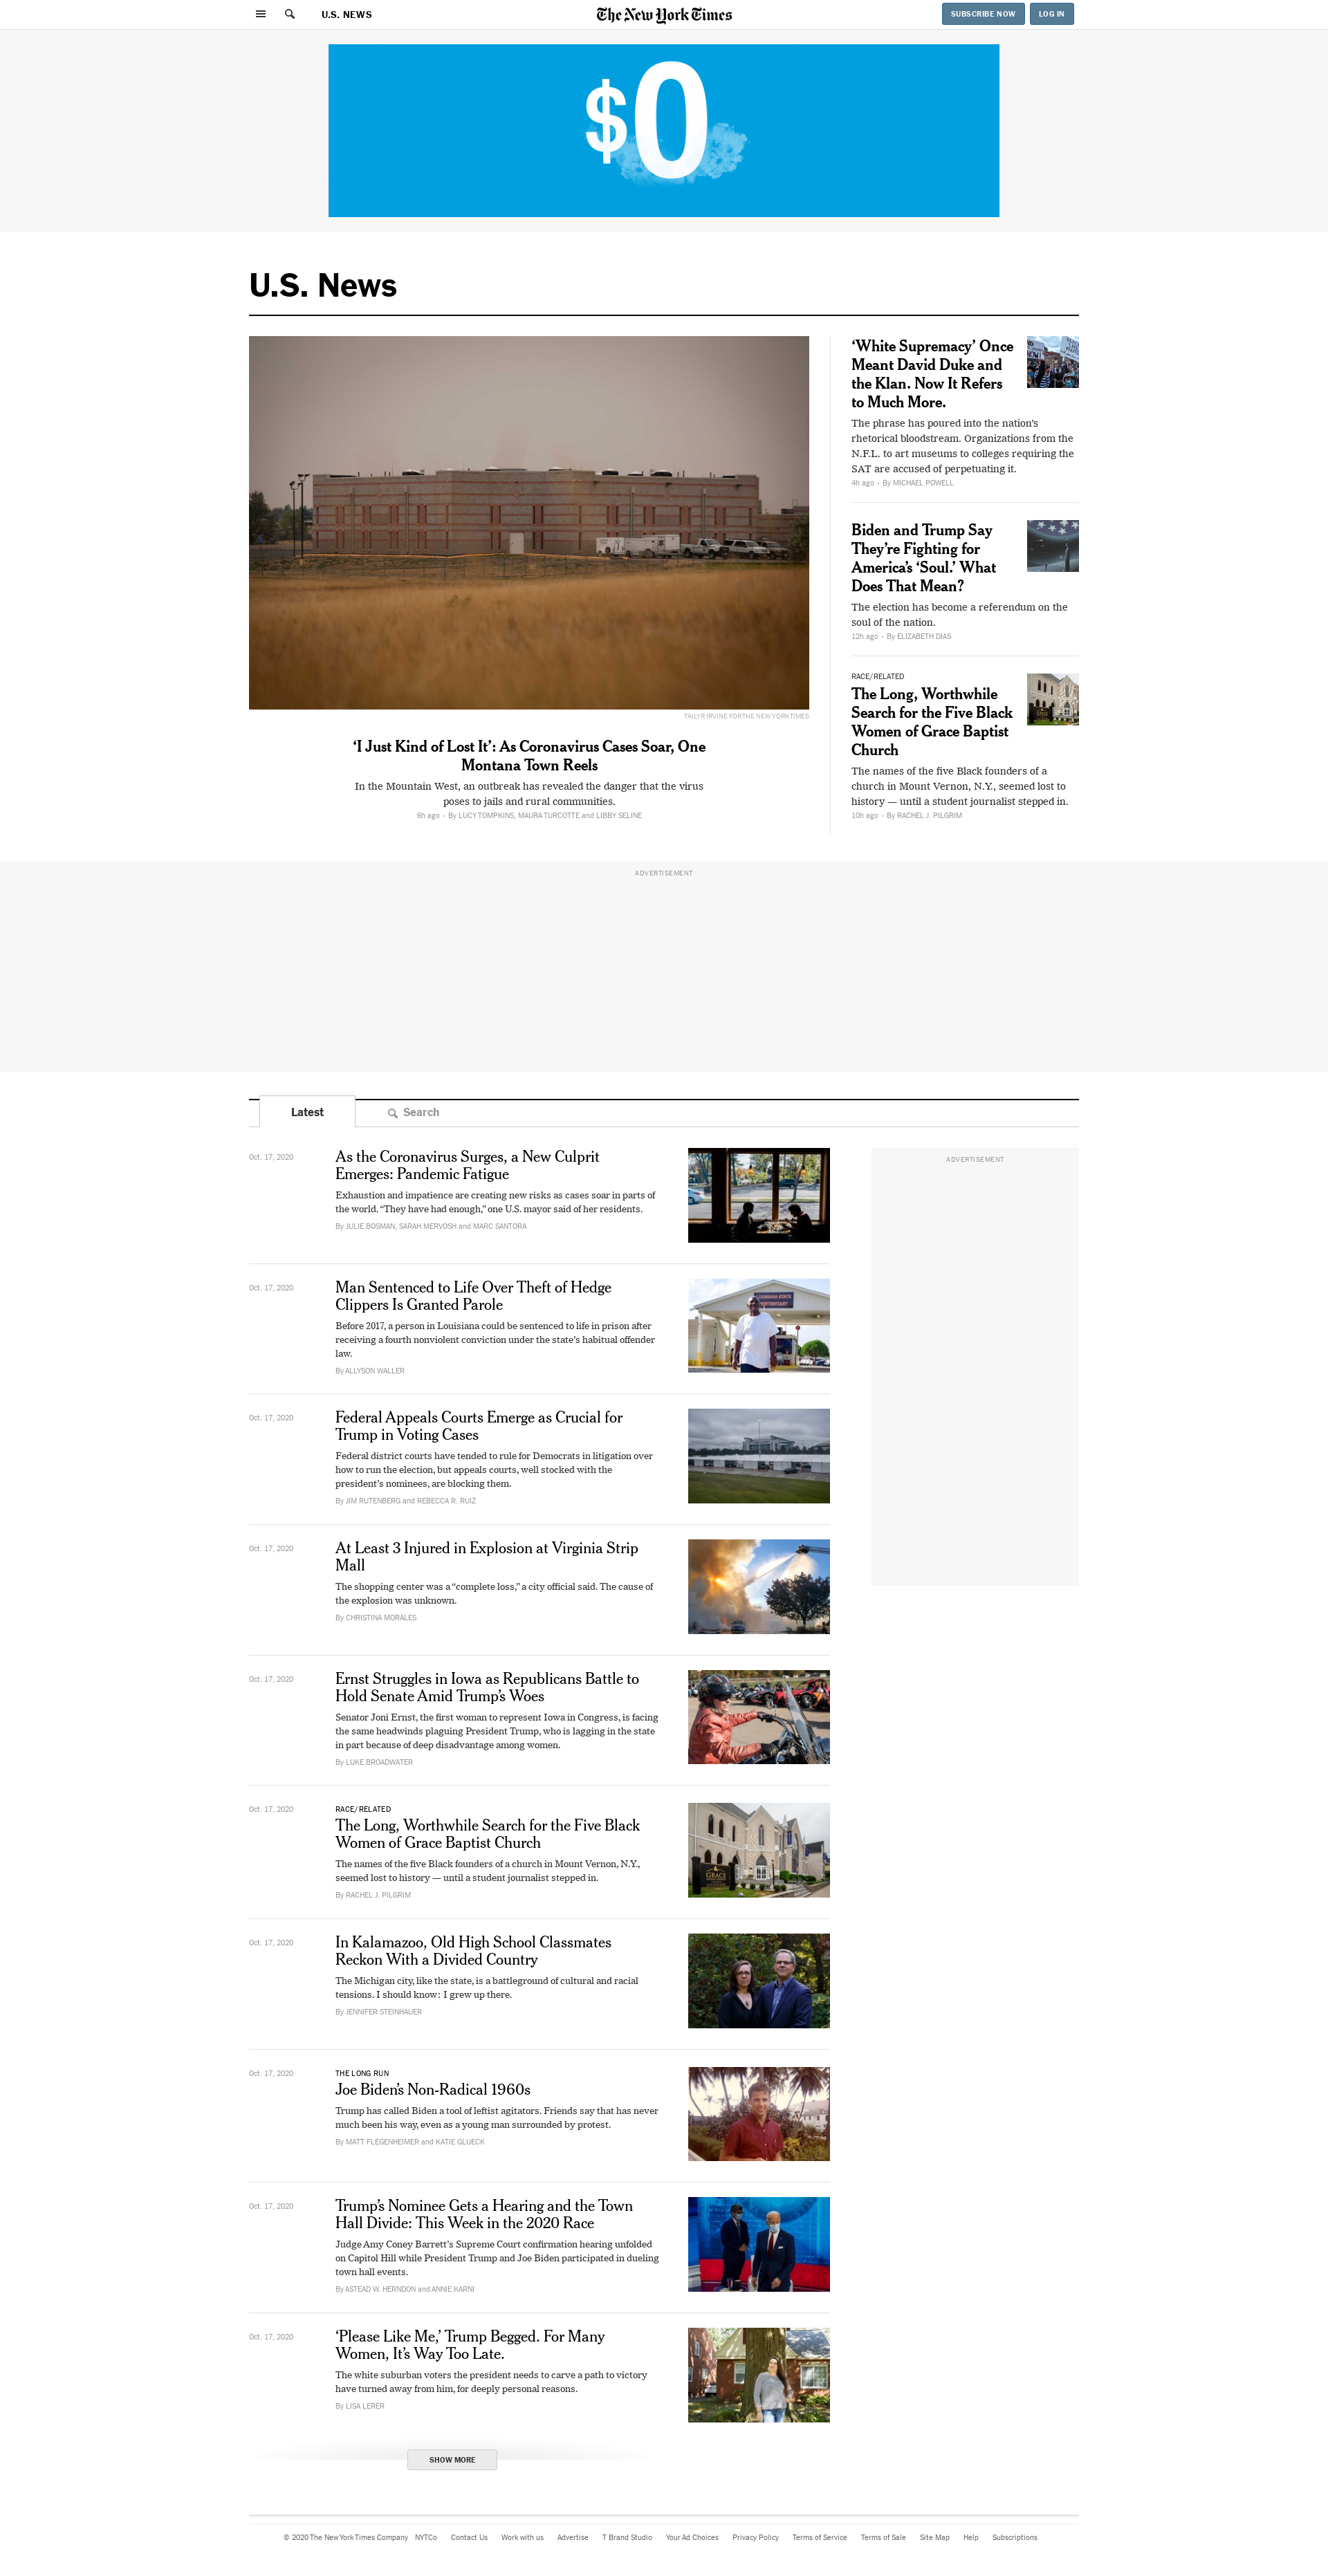 U.S. NEWS
The New York Times
SUBSCRIBE NOW
LOG IN
$0
U.S. News
TAILYR IRVINE FOR THE NEW YORK TIMES
‘I Just Kind of Lost It’: As Coronavirus Cases Soar, One
Montana Town Reels
In the Mountain West, an outbreak has revealed the danger that the virus
poses to jails and rural communities.
6h ago • By LUCY TOMPKINS, MAURA TURCOTTE and LIBBY SELINE
‘White Supremacy’ Once
Meant David Duke and
the Klan. Now It Refers
to Much More.
The phrase has poured into the nation’s
rhetorical bloodstream. Organizations from the
N.F.L. to art museums to colleges requiring the
SAT are accused of perpetuating it.
4h ago • By MICHAEL POWELL
Biden and Trump Say
They’re Fighting for
America’s ‘Soul.’ What
Does That Mean?
The election has become a referendum on the
soul of the nation.
12h ago • By ELIZABETH DIAS
RACE/RELATED
The Long, Worthwhile
Search for the Five Black
Women of Grace Baptist
Church
The names of the five Black founders of a
church in Mount Vernon, N.Y., seemed lost to
history — until a student journalist stepped in.
10h ago • By RACHEL J. PILGRIM
ADVERTISEMENT
Latest
Search
ADVERTISEMENT
Oct. 17, 2020
As the Coronavirus Surges, a New Culprit
Emerges: Pandemic Fatigue
Exhaustion and impatience are creating new risks as cases soar in parts of
the world. “They have had enough,” one U.S. mayor said of her residents.
By JULIE BOSMAN, SARAH MERVOSH and MARC SANTORA
Oct. 17, 2020
Man Sentenced to Life Over Theft of Hedge
Clippers Is Granted Parole
Before 2017, a person in Louisiana could be sentenced to life in prison after
receiving a fourth nonviolent conviction under the state’s habitual offender
law.
By ALLYSON WALLER
Oct. 17, 2020
Federal Appeals Courts Emerge as Crucial for
Trump in Voting Cases
Federal district courts have tended to rule for Democrats in litigation over
how to run the election, but appeals courts, well stocked with the
president’s nominees, are blocking them.
By JIM RUTENBERG and REBECCA R. RUIZ
Oct. 17, 2020
At Least 3 Injured in Explosion at Virginia Strip
Mall
The shopping center was a “complete loss,” a city official said. The cause of
the explosion was unknown.
By CHRISTINA MORALES
Oct. 17, 2020
Ernst Struggles in Iowa as Republicans Battle to
Hold Senate Amid Trump’s Woes
Senator Joni Ernst, the first woman to represent Iowa in Congress, is facing
the same headwinds plaguing President Trump, who is lagging in the state
in part because of deep disadvantage among women.
By LUKE BROADWATER
Oct. 17, 2020
RACE/RELATED
The Long, Worthwhile Search for the Five Black
Women of Grace Baptist Church
The names of the five Black founders of a church in Mount Vernon, N.Y.,
seemed lost to history — until a student journalist stepped in.
By RACHEL J. PILGRIM
GRACE
Oct. 17, 2020
In Kalamazoo, Old High School Classmates
Reckon With a Divided Country
The Michigan city, like the state, is a battleground of cultural and racial
tensions. I should know: I grew up there.
By JENNIFER STEINHAUER
Oct. 17, 2020
THE LONG RUN
Joe Biden’s Non-Radical 1960s
Trump has called Biden a tool of leftist agitators. Friends say that has never
much been his way, even as a young man surrounded by protest.
By MATT FLEGENHEIMER and KATIE GLUECK
Oct. 17, 2020
Trump’s Nominee Gets a Hearing and the Town
Hall Divide: This Week in the 2020 Race
Judge Amy Coney Barrett’s Supreme Court confirmation hearing unfolded
on Capitol Hill while President Trump and Joe Biden participated in dueling
town hall events.
By ASTEAD W. HERNDON and ANNIE KARNI
Oct. 17, 2020
‘Please Like Me,’ Trump Begged. For Many
Women, It’s Way Too Late.
The white suburban voters the president needs to carve a path to victory
have turned away from him, for deeply personal reasons.
By LISA LERER
SHOW MORE
© 2020 The New York Times Company NYTCo Contact Us Work with us Advertise T Brand Studio Your Ad Choices Privacy Policy Terms of Service Terms of Sale Site Map Help Subscriptions